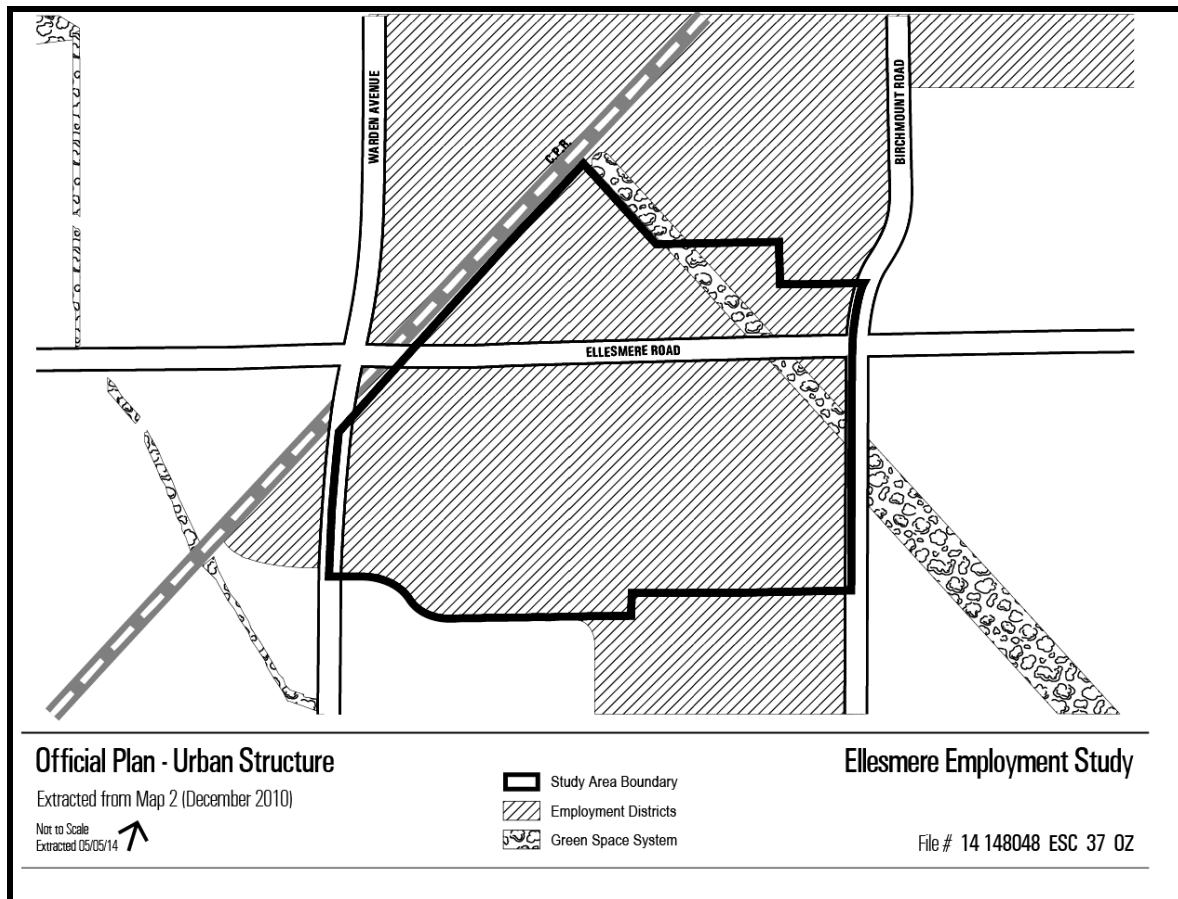 WARDEN AVENUE
C.P.R.
BIRCHMOUNT ROAD
ELLESMERE ROAD
Official Plan - Urban Structure
Extracted from Map 2 (December 2010)
Not to Scale
Extracted 05/05/14
Study Area Boundary
Employment Districts
Green Space System
Ellesmere Employment Study
File # 14 148048 ESC 37 OZ